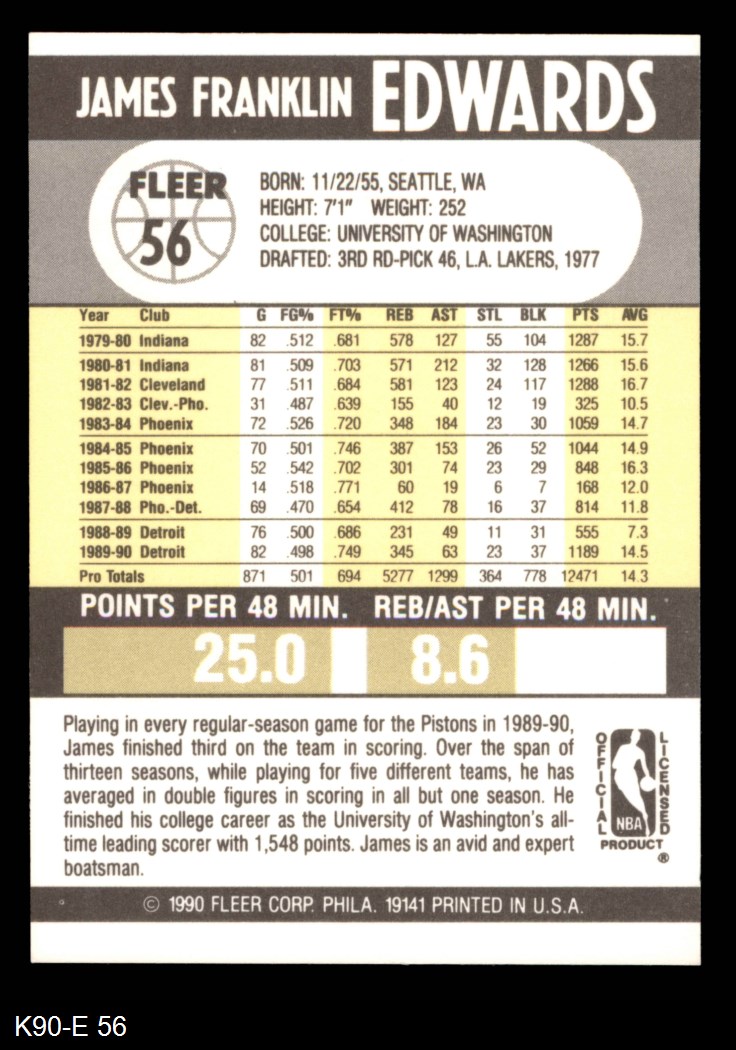 JAMES FRANKLIN EDWARDS
FLEER
56
BORN: 11/22/55, SEATTLE, WA
HEIGHT: 7'1" WEIGHT: 252
COLLEGE: UNIVERSITY OF WASHINGTON
DRAFTED: 3RD RD-PICK 46, L.A. LAKERS, 1977
Year Club G FG% FT% REB AST STL BLK PTS AVG
1979-80 Indiana 82 .512 .681 578 127 55 104 1287 15.7
1980-81 Indiana 81 .509 .703 571 212 32 128 1266 15.6
1981-82 Cleveland 77 .511 .684 581 123 24 117 1288 16.7
1982-83 Clev.-Pho. 31 .487 .639 155 40 12 19 325 10.5
1983-84 Phoenix 72 .526 .720 348 184 23 30 1059 14.7
1984-85 Phoenix 70 .501 .746 387 153 26 52 1044 14.9
1985-86 Phoenix 52 .542 .702 301 74 23 29 848 16.3
1986-87 Phoenix 14 .518 .771 60 19 6 7 168 12.0
1987-88 Pho.-Det. 69 .470 .654 412 78 16 37 814 11.8
1988-89 Detroit 76 .500 .686 231 49 11 31 555 7.3
1989-90 Detroit 82 .498 .749 345 63 23 37 1189 14.5
Pro Totals 871 501 694 5277 1299 364 778 12471 14.3
POINTS PER 48 MIN. REB/AST PER 48 MIN.
25.0 8.6
Playing in every regular-season game for the Pistons in 1989-90,
James finished third on the team in scoring. Over the span of
thirteen seasons, while playing for five different teams, he has
averaged in double figures in scoring in all but one season. He
finished his college career as the University of Washington's all-
time leading scorer with 1,548 points. James is an avid and expert
boatsman.
OFFICIAL
LICENSED
NBA
PRODUCT
®
© 1990 FLEER CORP. PHILA. 19141 PRINTED IN U.S.A.
K90-E 56